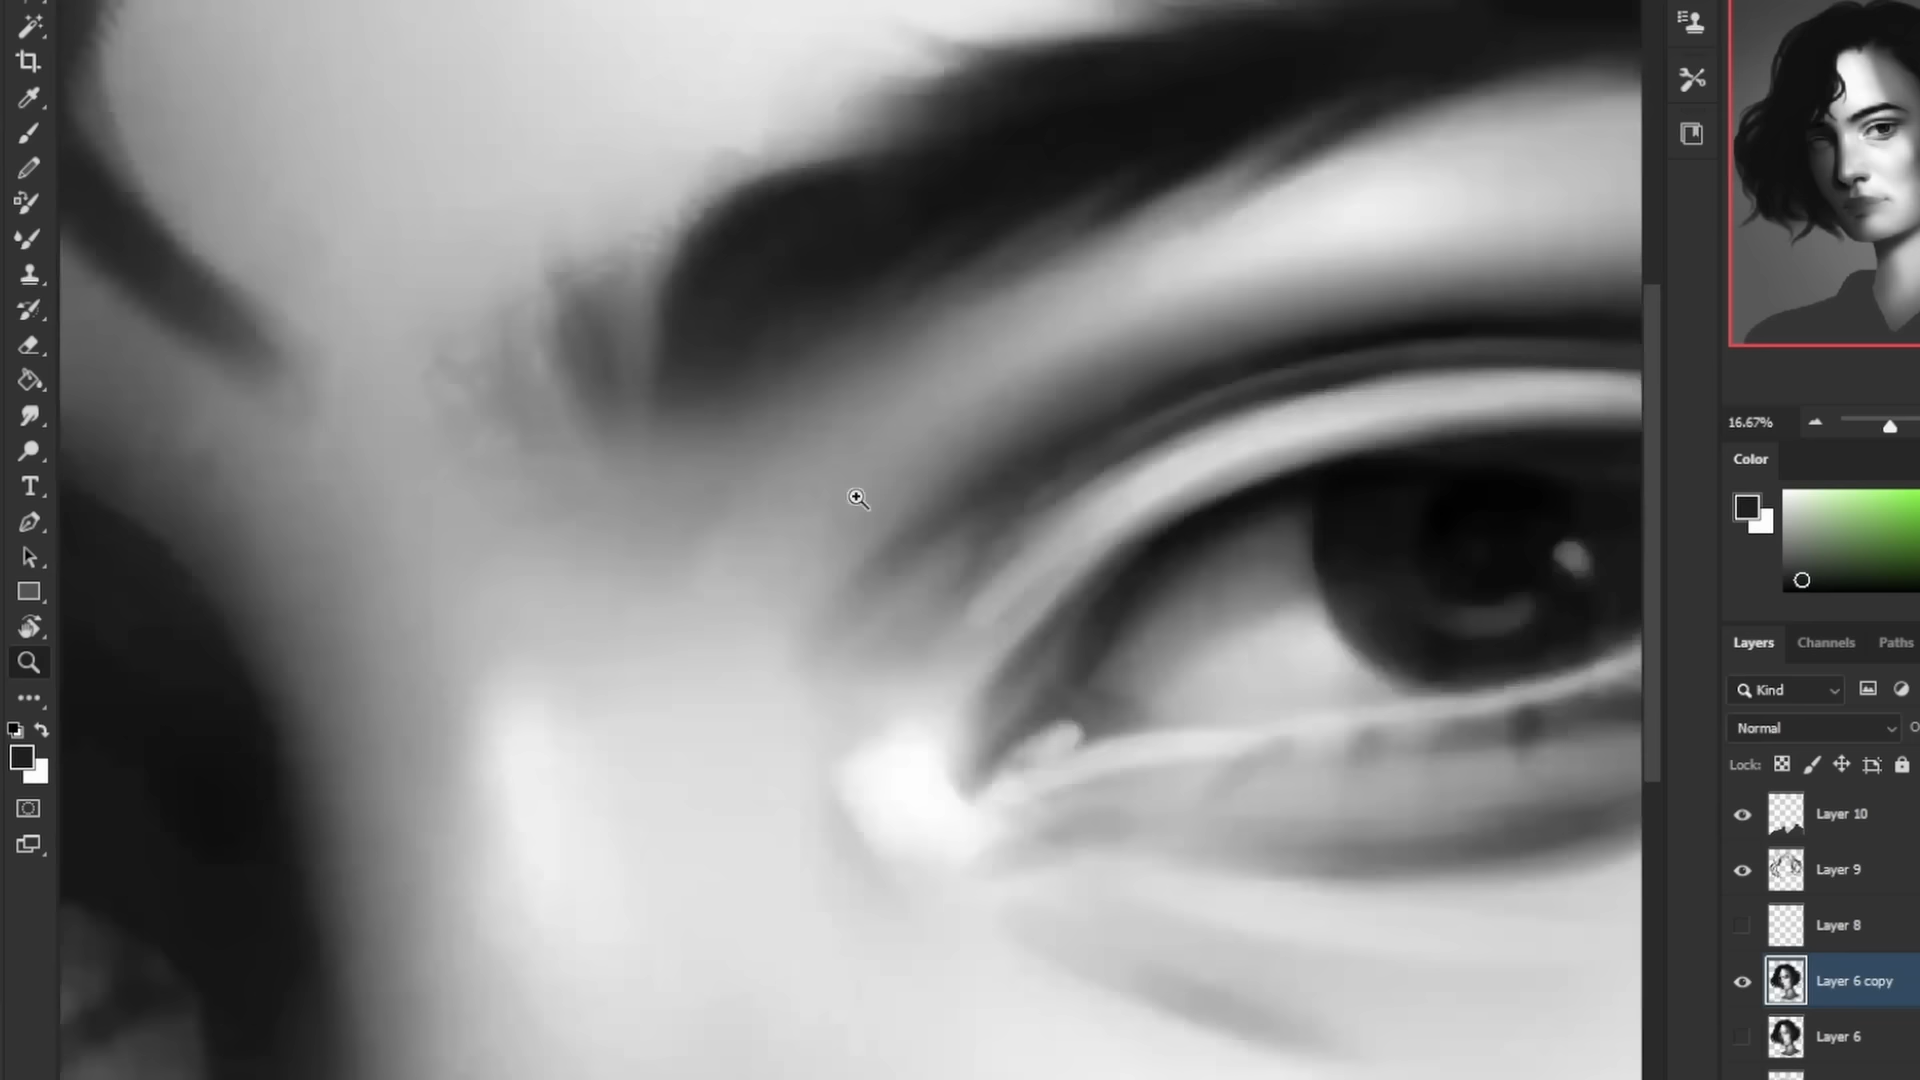 16.67%
Color
Layers Channels Paths
Kind
Normal
Lock:
Layer 10
Layer 9
Layer 8
Layer 6 copy
Layer 6